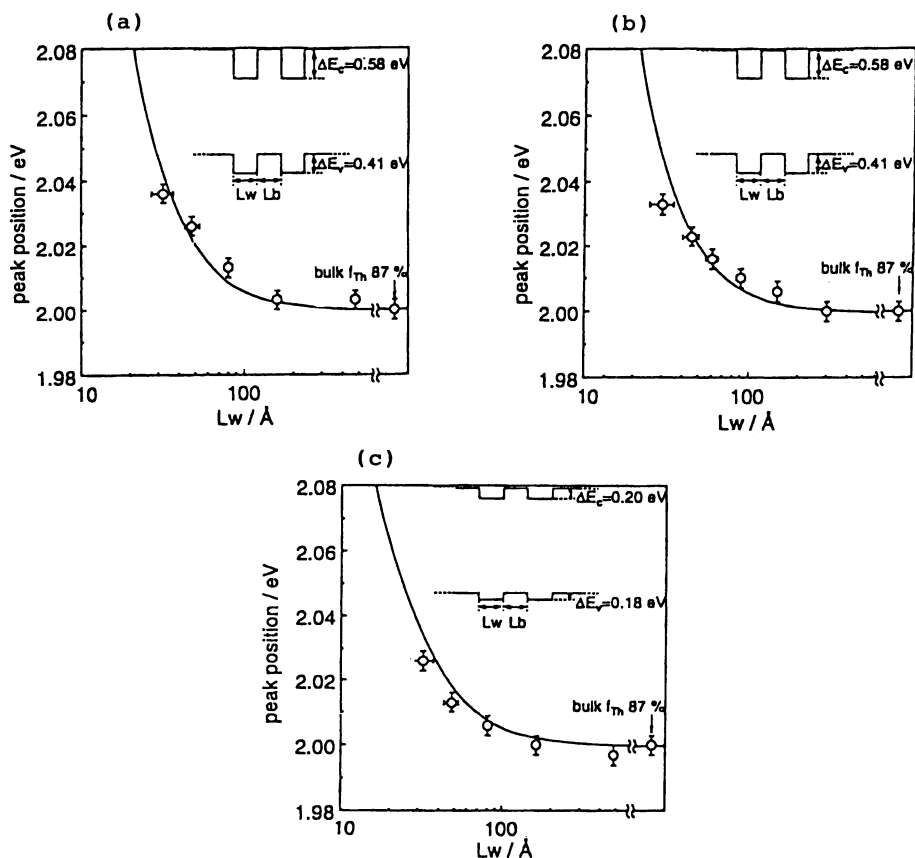 (a)
2.08
2.06
2.04
2.02
2.00
1.98
peak position / eV
ΔEc=0.58 eV
ΔEv=0.41 eV
Lw Lb
bulk fTh 87 %
10 100
Lw / Å
(b)
2.08
2.06
2.04
2.02
2.00
1.98
peak position / eV
ΔEc=0.58 eV
ΔEv=0.41 eV
Lw Lb
bulk fTh 87 %
10 100
Lw / Å
(c)
2.08
2.06
2.04
2.02
2.00
1.98
peak position / eV
ΔEc=0.20 eV
ΔEv=0.18 eV
Lw Lb
bulk fTh 87 %
10 100
Lw / Å